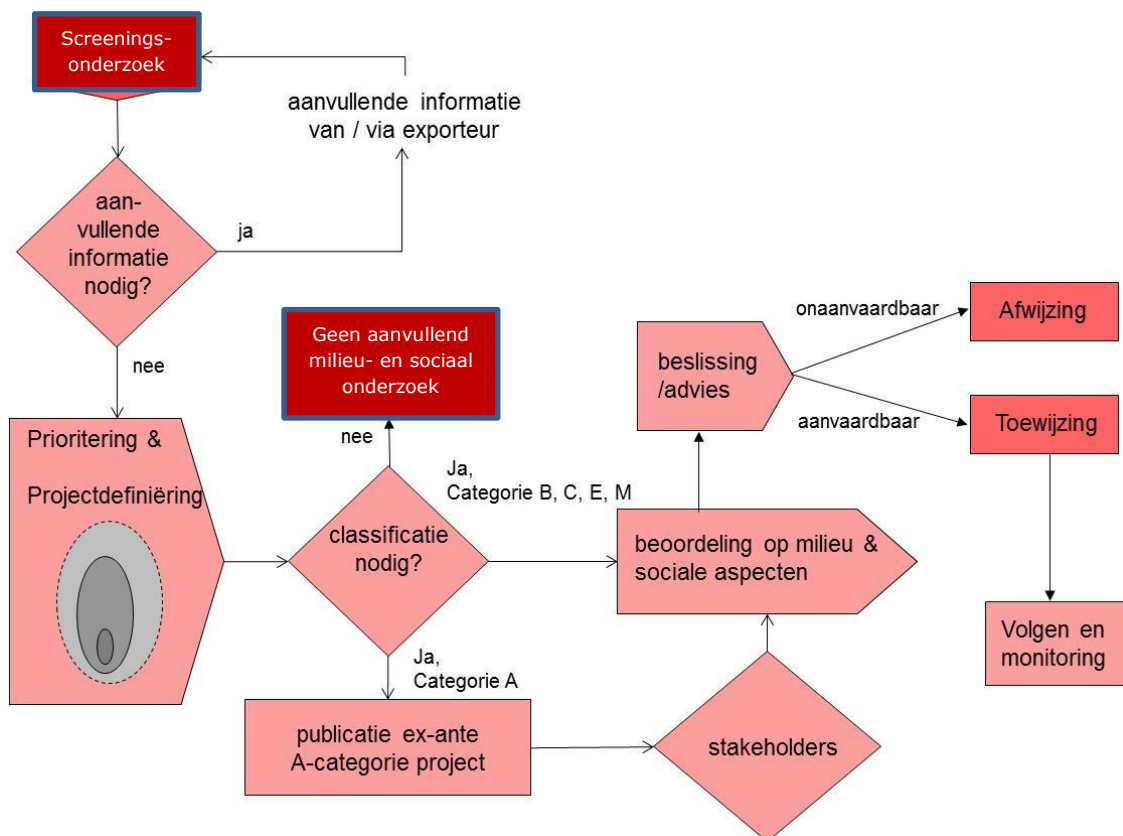 Screenings-
onderzoek
aanvullende informatie
van / via exporteur
aan-
vullende
informatie
nodig?
ja
nee
Prioritering &
Projectdefiniëring
Geen aanvullend
milieu- en sociaal
onderzoek
nee
classificatie
nodig?
Ja,
Categorie B, C, E, M
Ja,
Categorie A
publicatie ex-ante
A-categorie project
stakeholders
beoordeling op milieu &
sociale aspecten
beslissing
/advies
onaanvaardbaar
Afwijzing
aanvaardbaar
Toewijzing
Volgen en
monitoring